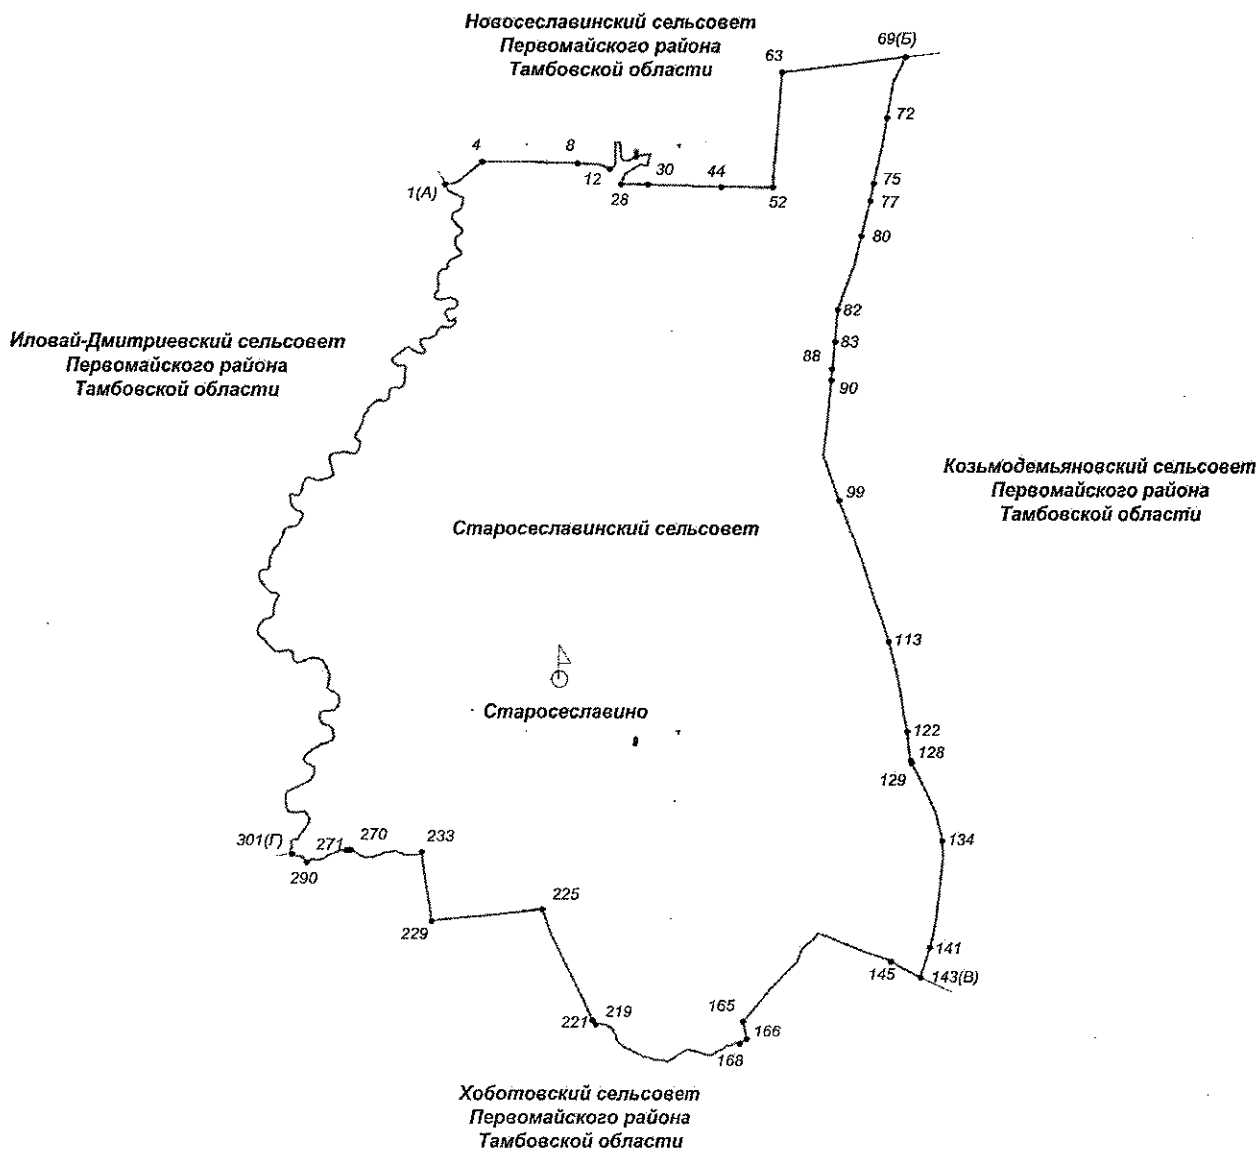 Новосеславинский сельсовет
Первомайского района
Тамбовской области
69(Б)
63
72
4
8
12
30
44
28
52
1(А)
75
77
80
82
83
88
90
Иловай-Дмитриевский сельсовет
Первомайского района
Тамбовской области
Козьмодемьяновский сельсовет
Первомайского района
Тамбовской области
99
Старосеславинский сельсовет
113
Старосеславино
122
128
129
134
301(Г)
271
270
233
290
225
229
141
145
143(В)
165
166
168
219
221
Хоботовский сельсовет
Первомайского района
Тамбовской области